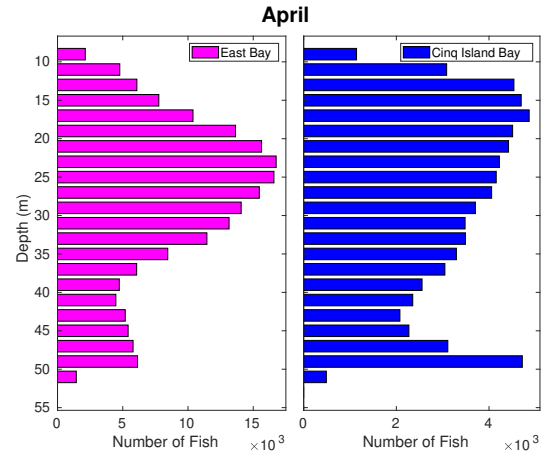 April
East Bay
Cinq Island Bay
10
15
20
25
30
35
40
45
50
55
Depth (m)
0 5 10 15
0 2 4
Number of Fish ×10³
Number of Fish ×10³